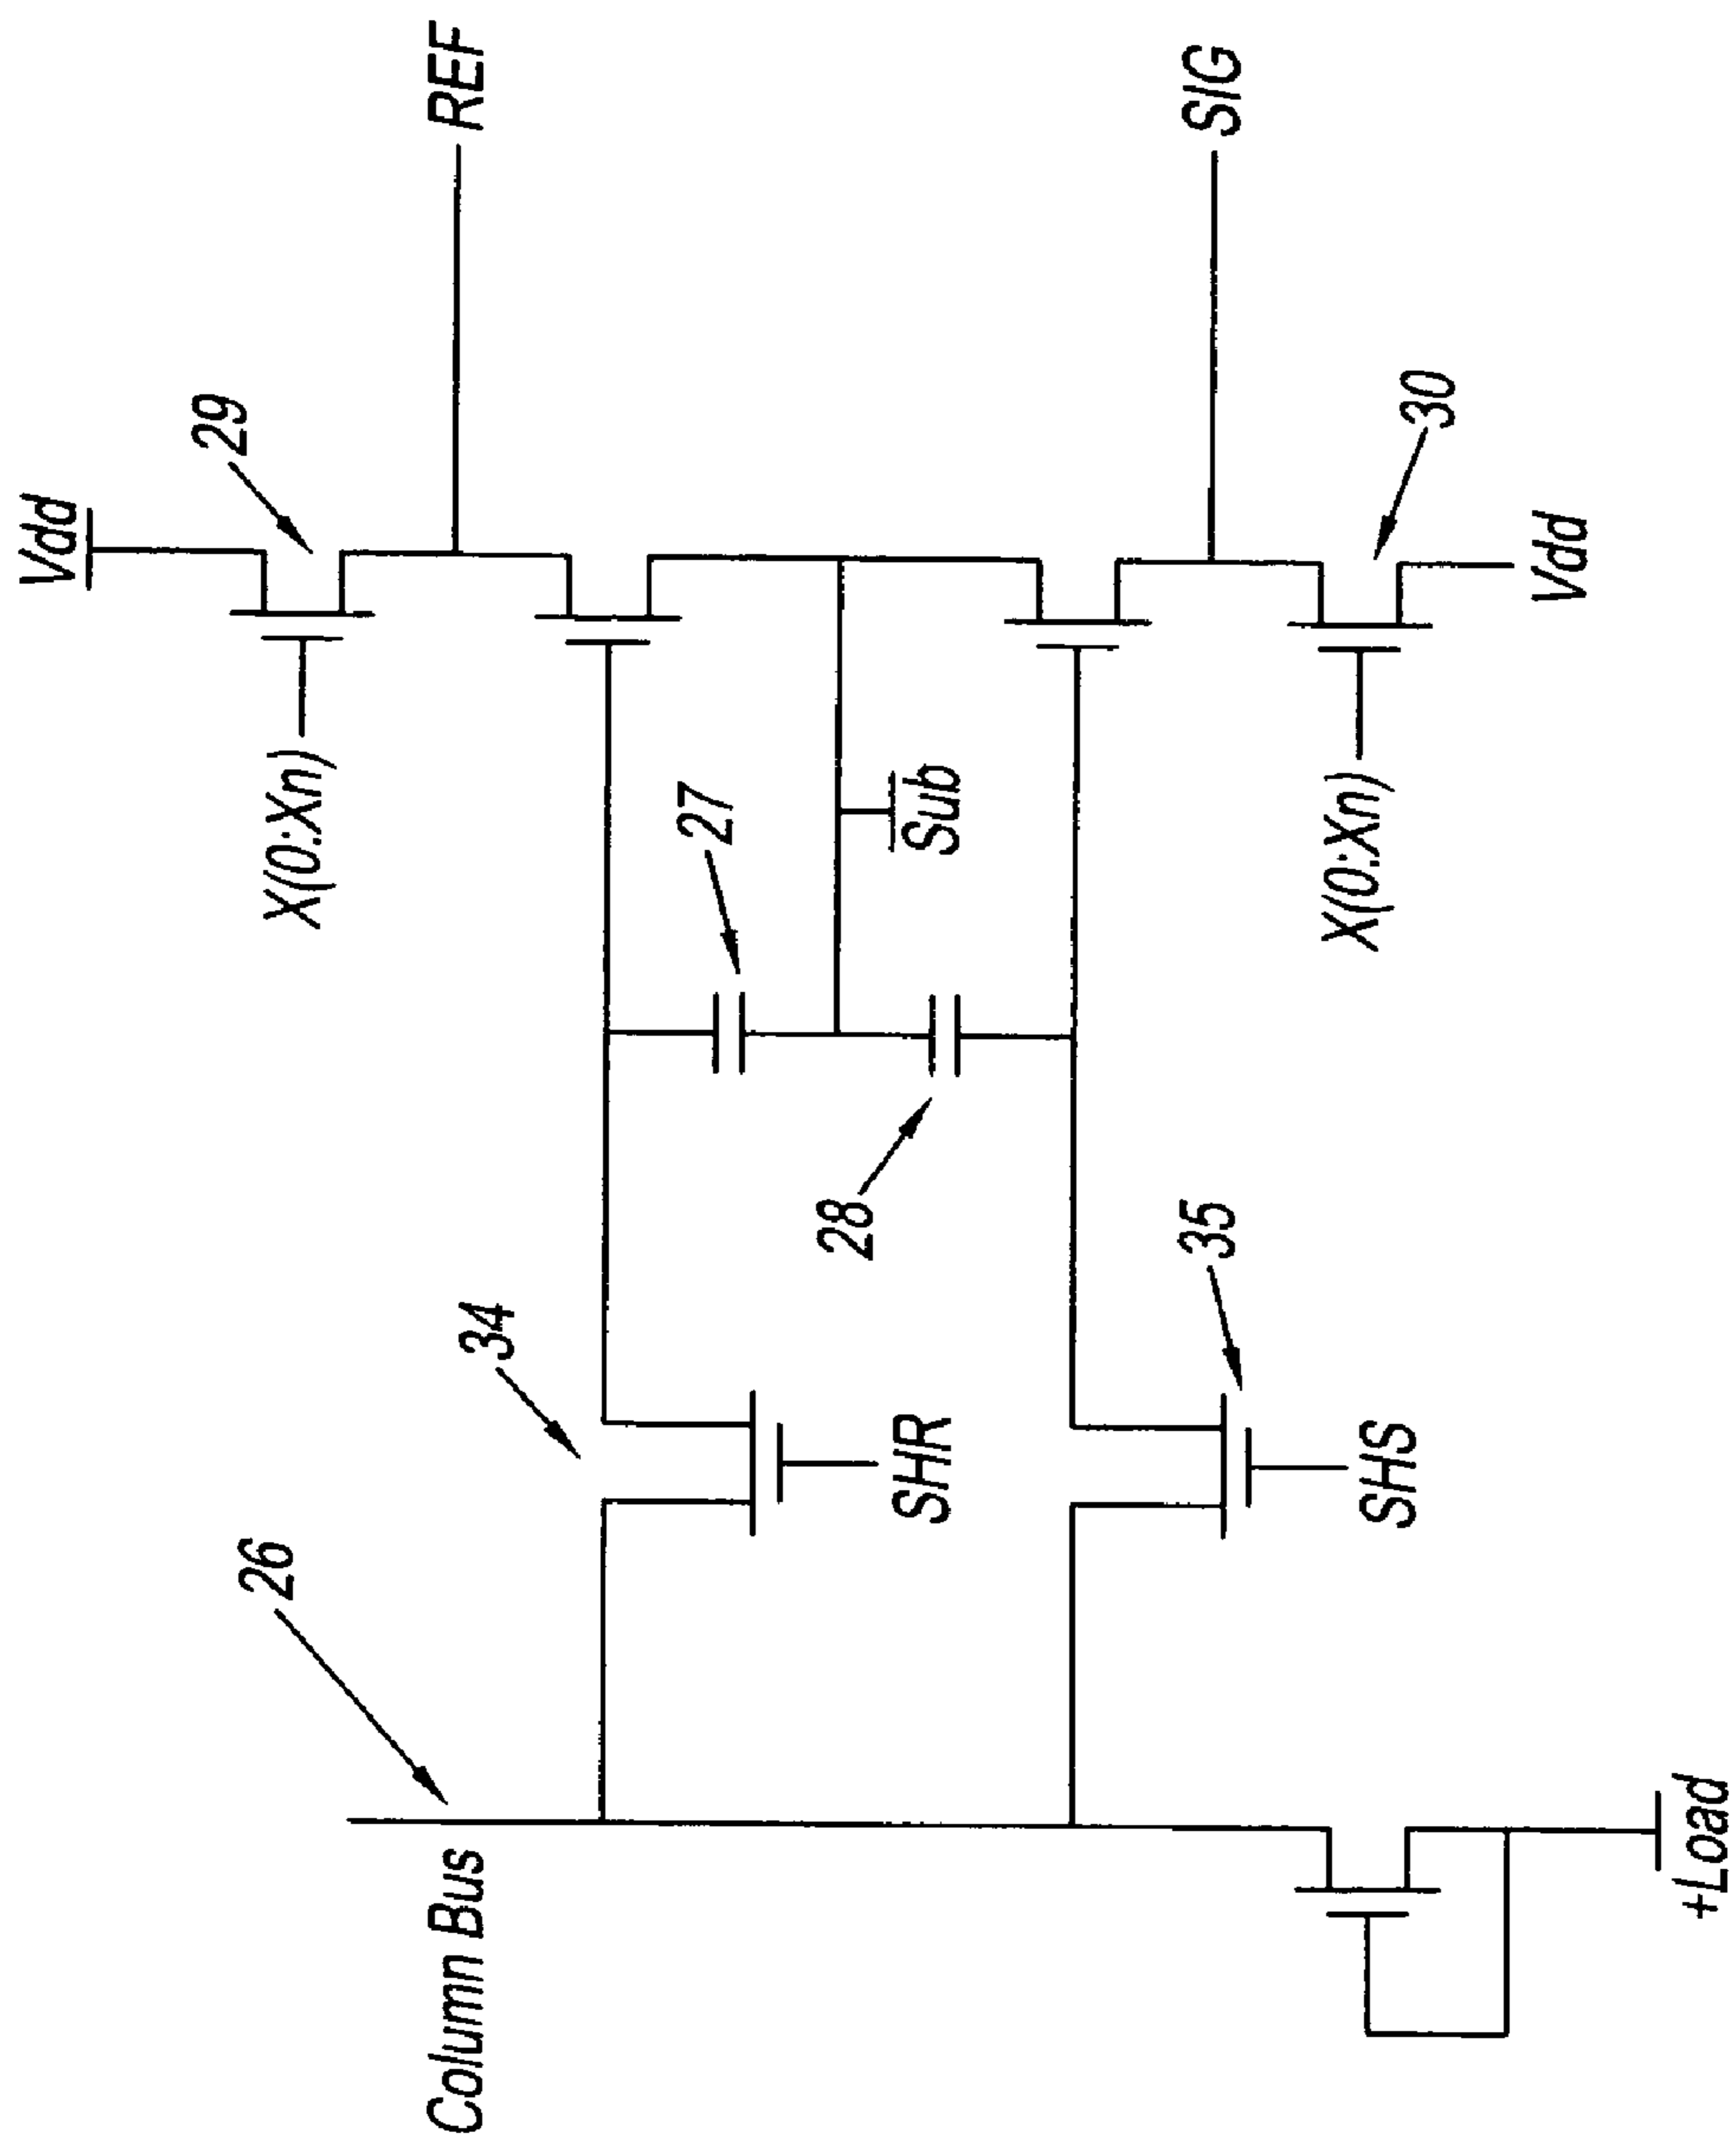 Vdd
29
26
X(0:Xn)
Column Bus
REF
34
27
28
SHR
Sub
35
SIG
X(0:Xn)
SHS
30
Vdd
+Load